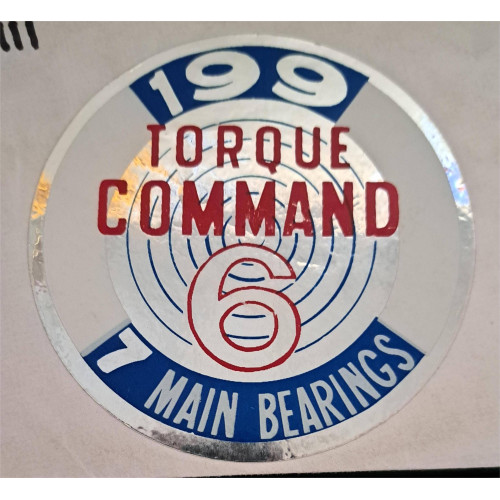 199
TORQUE
COMMAND
6
7 MAIN BEARINGS